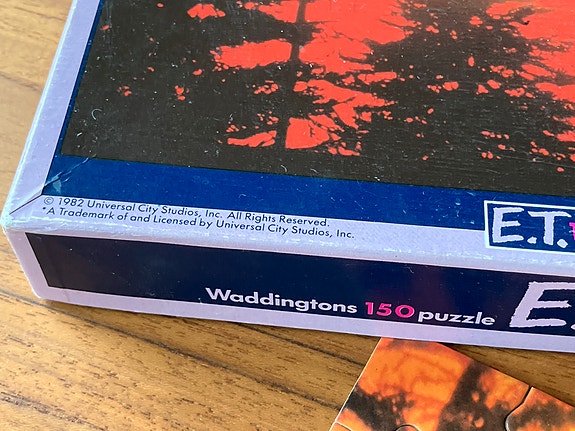 © 1982 Universal City Studios, Inc. All Rights Reserved.
*A Trademark of and Licensed by Universal City Studios, Inc.
E.T.
Waddingtons 150 puzzle
E.